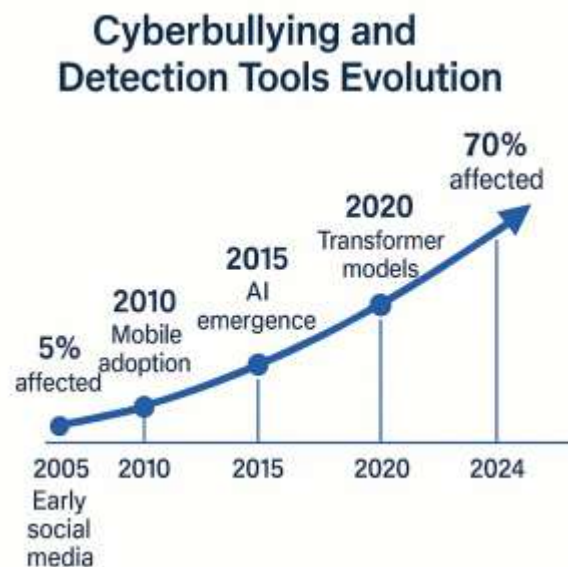 Cyberbullying and
Detection Tools Evolution
70%
affected
2020
Transformer
models
2015
AI
emergence
2010
Mobile
adoption
5%
affected
2005 2010 2015 2020 2024
Early
social
media